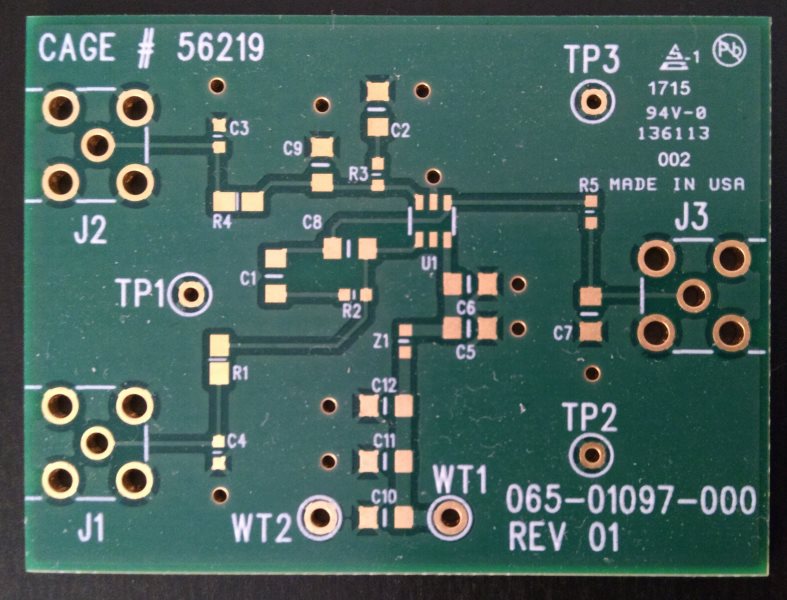 CAGE # 56219
TP3
-1
Pb
1715
94V-0
136113
002
MADE IN USA
C3
C9
C2
R3
R5
R4
J2
C8
J3
U1
C1
TP1
R2
C6
C7
Z1
C5
R1
C12
TP2
C4
C11
WT1
C10
065-01097-000
J1
WT2
REV 01